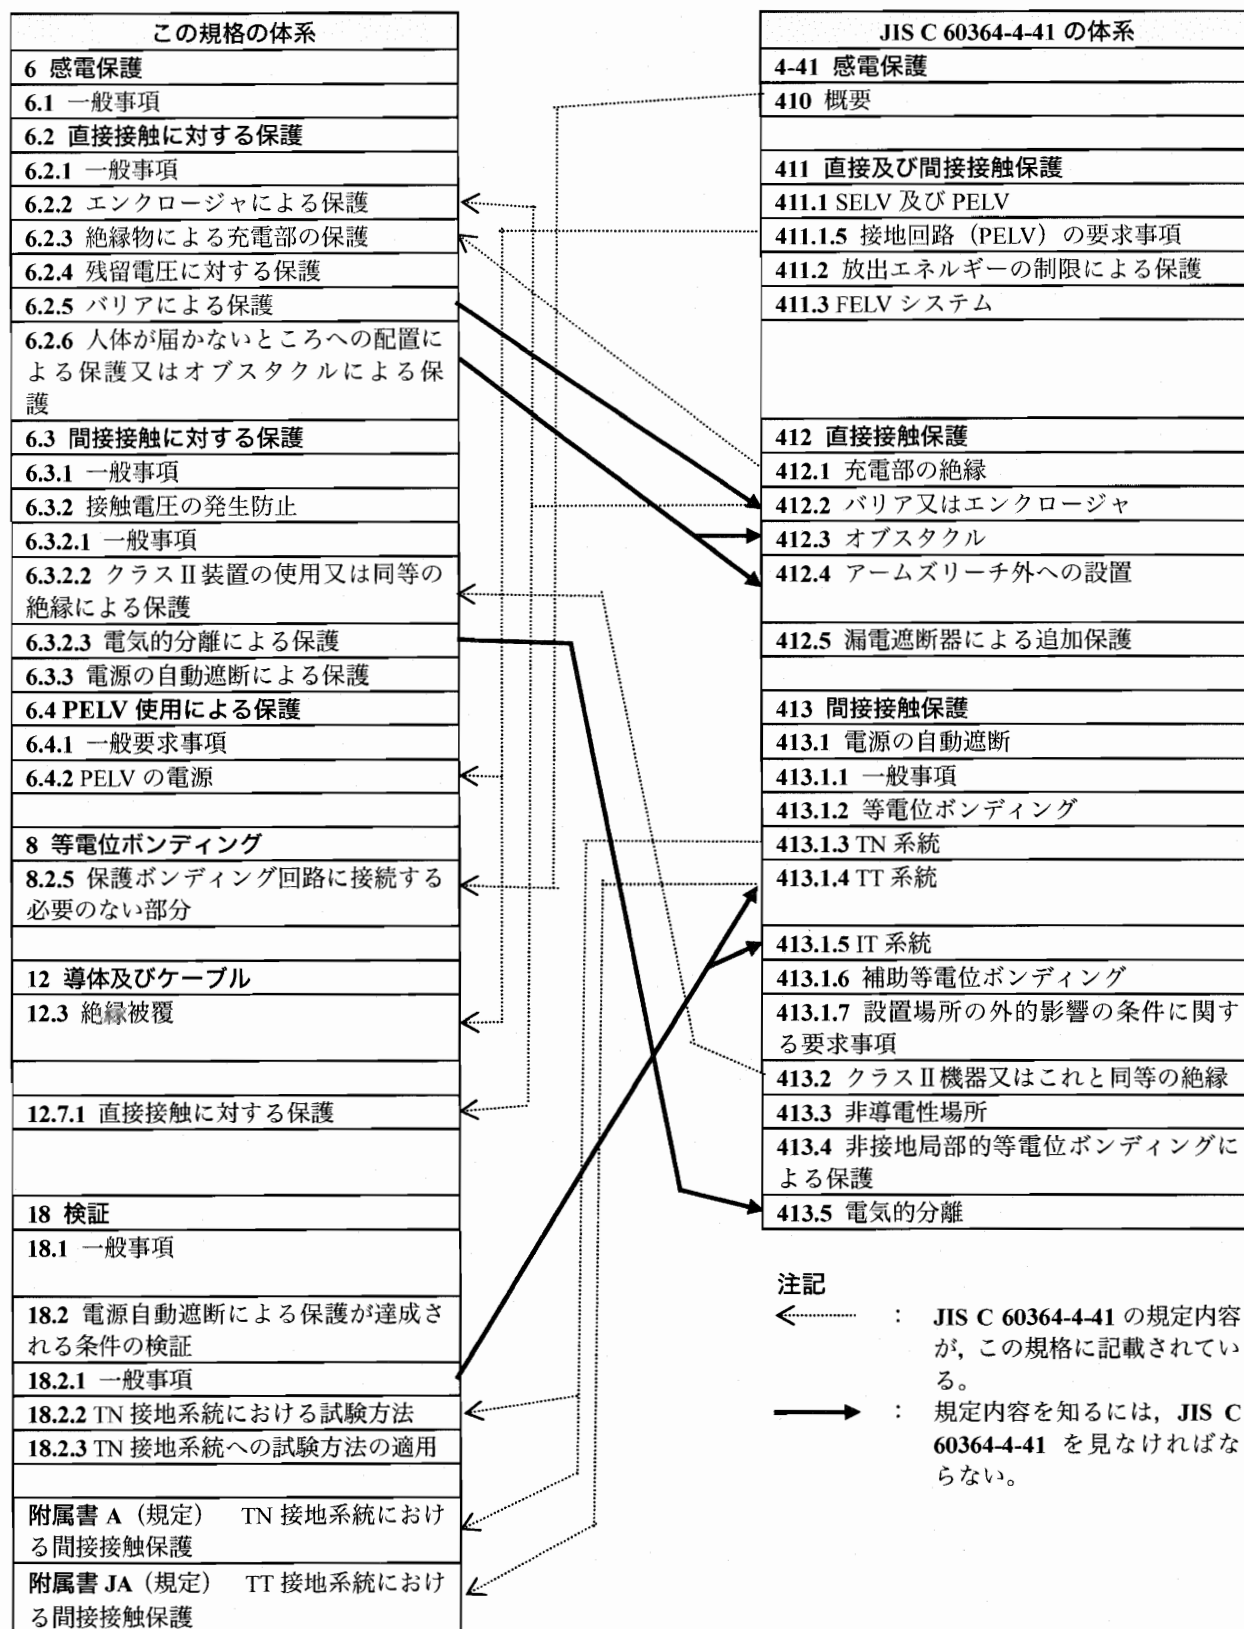 この規格の体系
6 感電保護
6.1 一般事項
6.2 直接接触に対する保護
6.2.1 一般事項
6.2.2 エンクロージャによる保護
6.2.3 絶縁物による充電部の保護
6.2.4 残留電圧に対する保護
6.2.5 バリアによる保護
6.2.6 人体が届かないところへの配置に
よる保護又はオブスタクルによる保
護
6.3 間接接触に対する保護
6.3.1 一般事項
6.3.2 接触電圧の発生防止
6.3.2.1 一般事項
6.3.2.2 クラスⅡ装置の使用又は同等の
絶縁による保護
6.3.2.3 電気的分離による保護
6.3.3 電源の自動遮断による保護
6.4 PELV 使用による保護
6.4.1 一般要求事項
6.4.2 PELV の電源
8 等電位ボンディング
8.2.5 保護ボンディング回路に接続する
必要のない部分
12 導体及びケーブル
12.3 絶縁被覆
12.7.1 直接接触に対する保護
18 検証
18.1 一般事項
18.2 電源自動遮断による保護が達成さ
れる条件の検証
18.2.1 一般事項
18.2.2 TN 接地系統における試験方法
18.2.3 TN 接地系統への試験方法の適用
附属書 A（規定） TN 接地系統におけ
る間接接触保護
附属書 JA（規定） TT 接地系統におけ
る間接接触保護
JIS C 60364-4-41 の体系
4-41 感電保護
410 概要
411 直接及び間接接触保護
411.1 SELV 及び PELV
411.1.5 接地回路（PELV）の要求事項
411.2 放出エネルギーの制限による保護
411.3 FELV システム
412 直接接触保護
412.1 充電部の絶縁
412.2 バリア又はエンクロージャ
412.3 オブスタクル
412.4 アームズリーチ外への設置
412.5 漏電遮断器による追加保護
413 間接接触保護
413.1 電源の自動遮断
413.1.1 一般事項
413.1.2 等電位ボンディング
413.1.3 TN 系統
413.1.4 TT 系統
413.1.5 IT 系統
413.1.6 補助等電位ボンディング
413.1.7 設置場所の外的影響の条件に関す
る要求事項
413.2 クラスⅡ機器又はこれと同等の絶縁
413.3 非導電性場所
413.4 非接地局部的等電位ボンディングに
よる保護
413.5 電気的分離
注記
： JIS C 60364-4-41 の規定内容
が，この規格に記載されてい
る。
： 規定内容を知るには，JIS C
60364-4-41 を見なければな
らない。